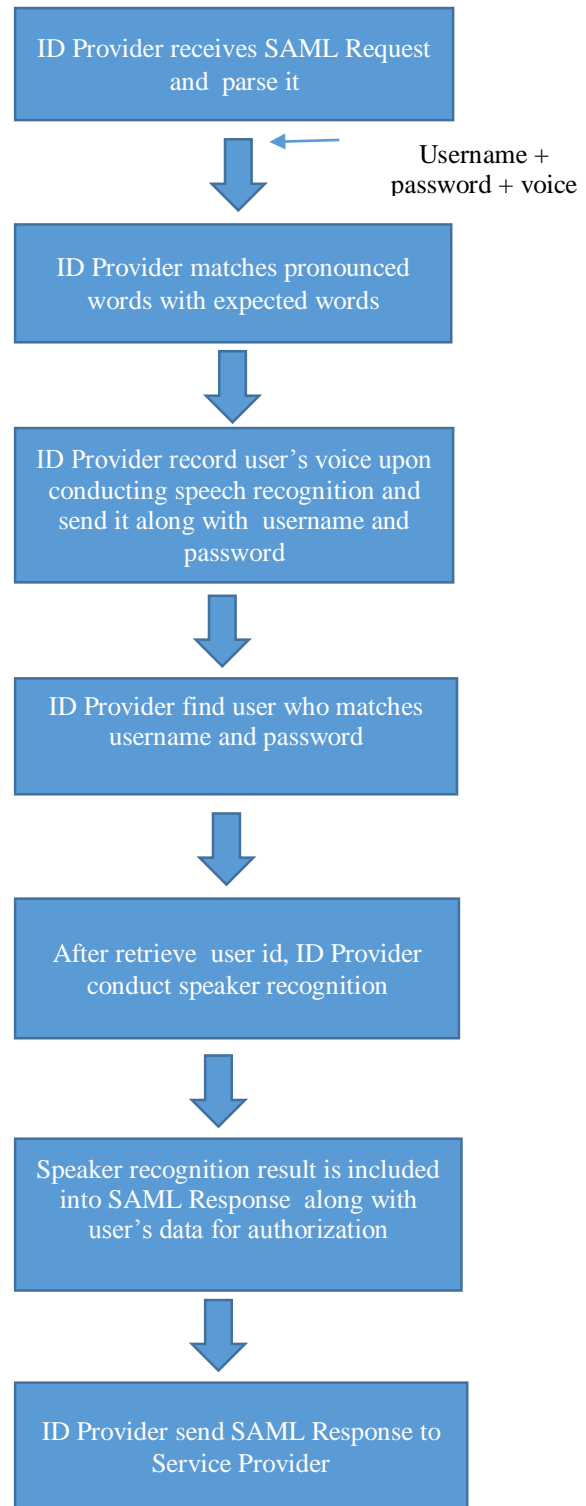 ID Provider receives SAML Request
and parse it
Username +
password + voice
ID Provider matches pronounced
words with expected words
ID Provider record user's voice upon
conducting speech recognition and
send it along with username and
password
ID Provider find user who matches
username and password
After retrieve user id, ID Provider
conduct speaker recognition
Speaker recognition result is included
into SAML Response along with
user's data for authorization
ID Provider send SAML Response to
Service Provider